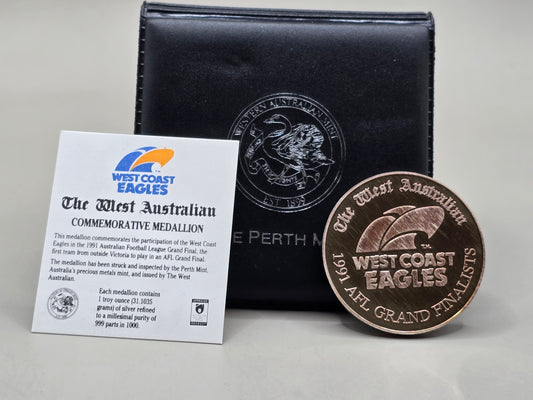 WESTERN AUSTRALIAN MINT
EST 1899
PERTH
WEST COAST
EAGLES
The West Australian
COMMEMORATIVE MEDALLION
This medallion commemorates the participation of the West Coast
Eagles in the 1991 Australian Football League Grand Final, the
first team from outside Victoria to play in an AFL Grand Final.
The medallion has been struck and inspected by the Perth Mint,
Australia's precious metals mint, and issued by The West
Australian.
Each medallion contains
1 troy ounce (31.1035
grams) of silver refined
to a millesimal purity of
999 parts in 1000.
The West Australian
TM
WEST COAST
EAGLES
1991 AFL GRAND FINALISTS